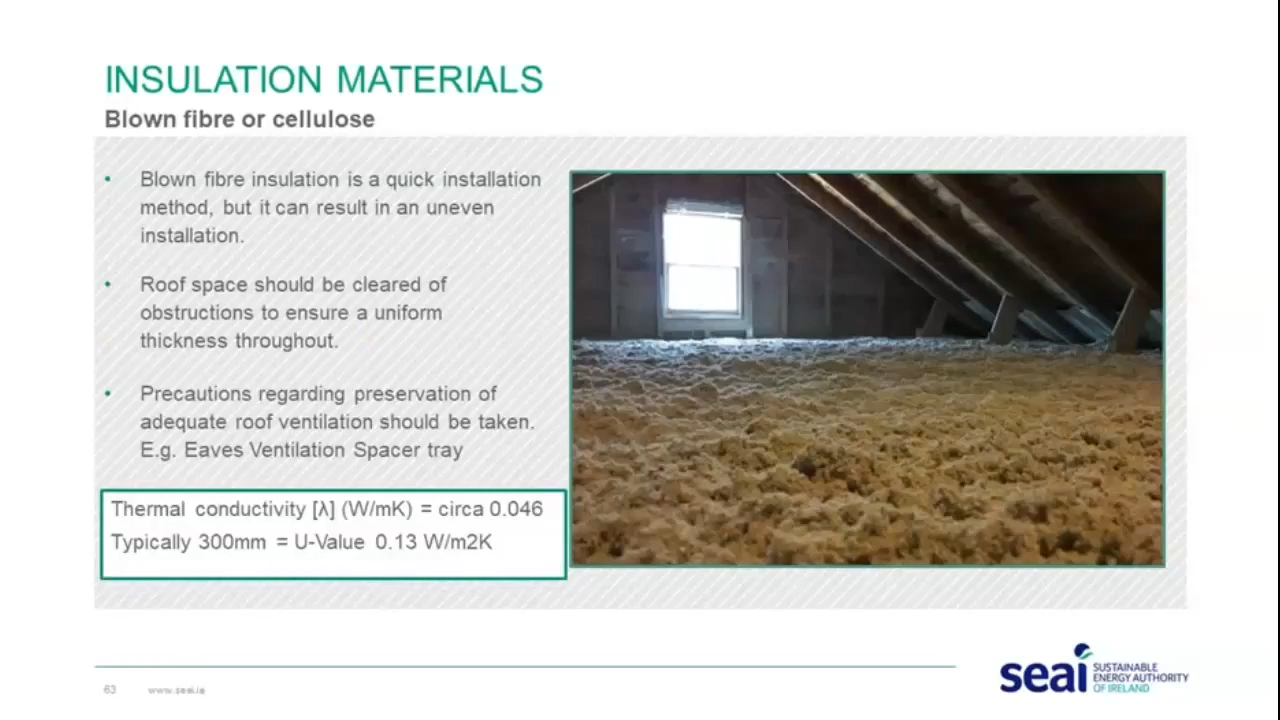 INSULATION MATERIALS
Blown fibre or cellulose
• Blown fibre insulation is a quick installation
method, but it can result in an uneven
installation.
• Roof space should be cleared of
obstructions to ensure a uniform
thickness throughout.
• Precautions regarding preservation of
adequate roof ventilation should be taken.
E.g. Eaves Ventilation Spacer tray
Thermal conductivity [λ] (W/mK) = circa 0.046
Typically 300mm = U-Value 0.13 W/m2K
63 www.seai.ie
seai SUSTAINABLE
ENERGY AUTHORITY
OF IRELAND